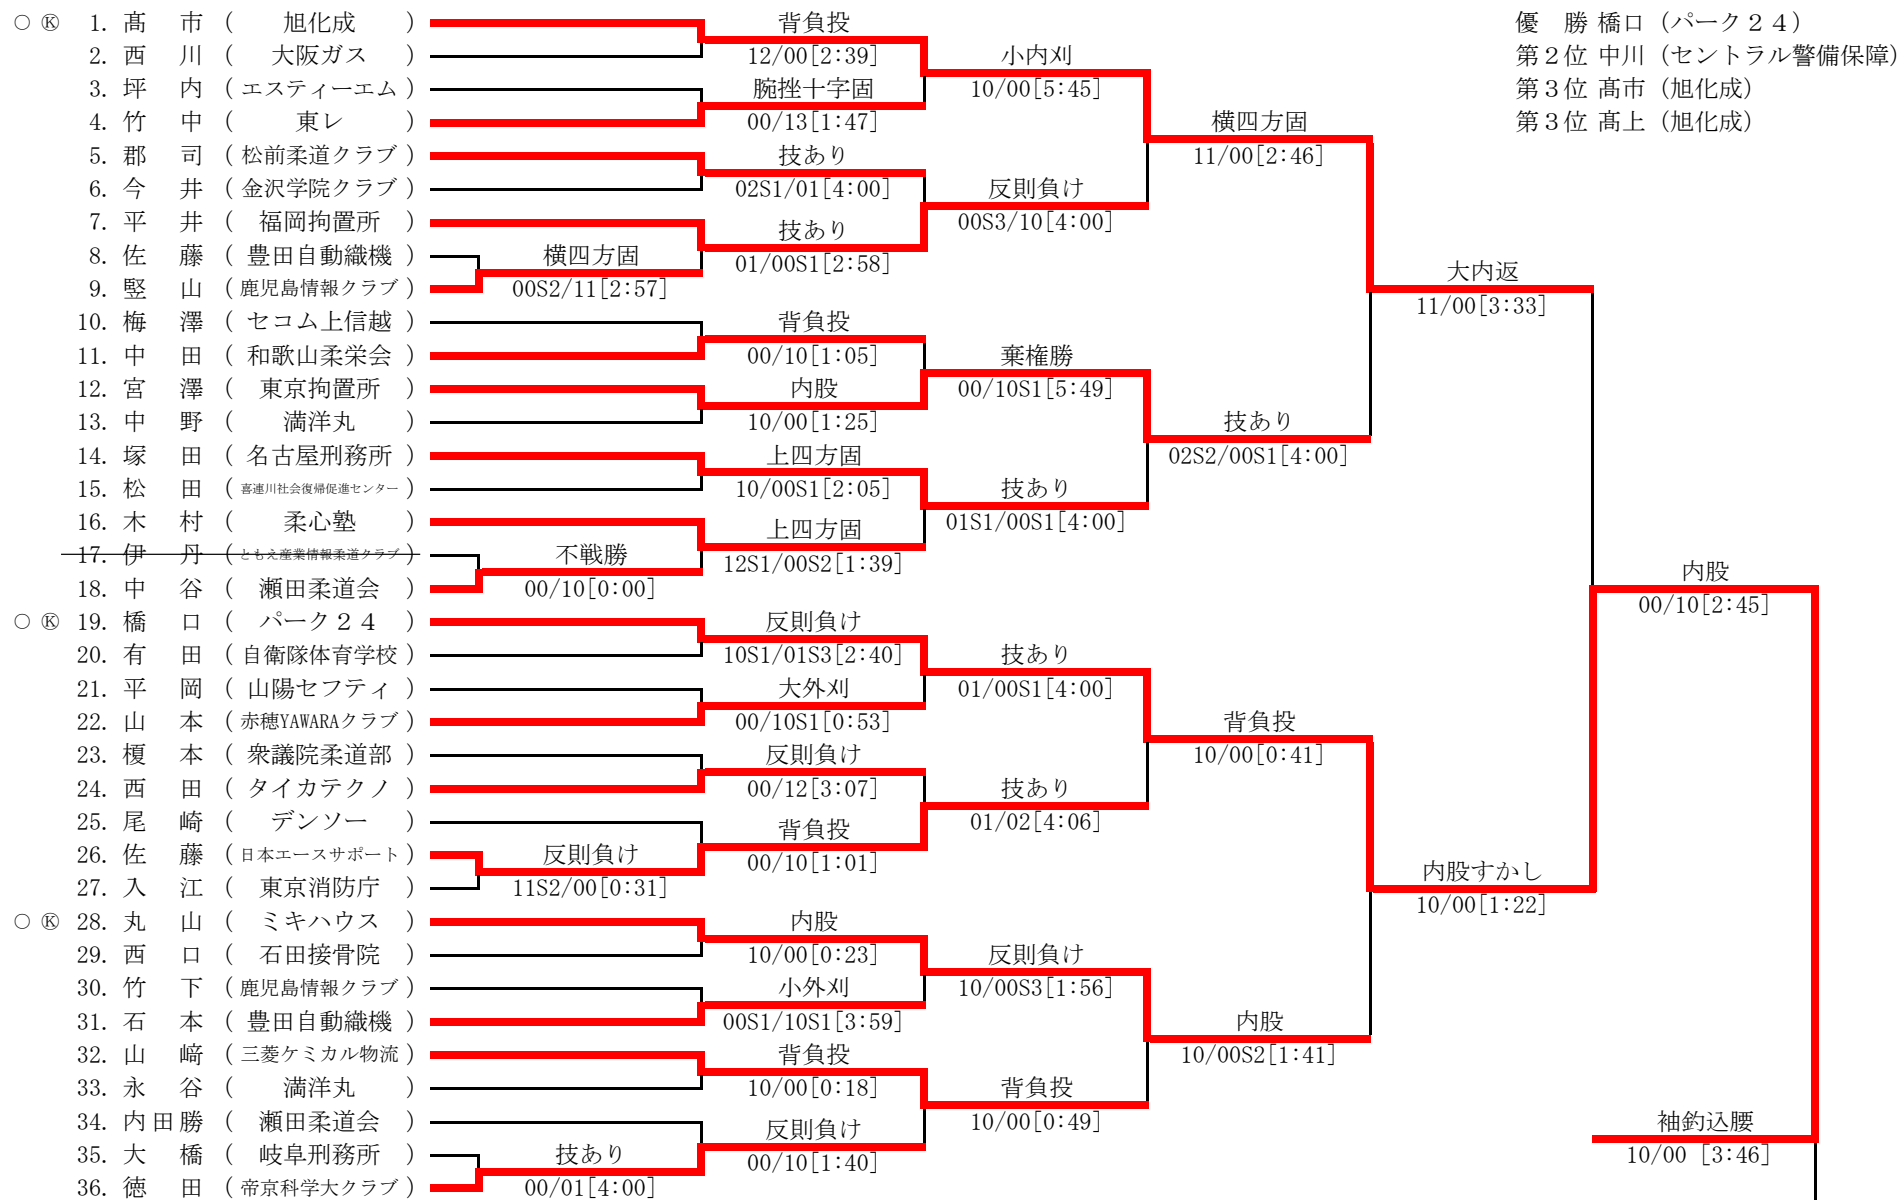 優　勝 橋口（パーク２４）
第２位 中川（セントラル警備保障）
第３位 髙市（旭化成）
第３位 髙上（旭化成）
○ Ⓚ 1. 髙　市 （ 旭化成 ）
2. 西　川 （ 大阪ガス ）
3. 坪　内 （ エスティーエム ）
4. 竹　中 （ 東レ ）
5. 郡　司 （ 松前柔道クラブ ）
6. 今　井 （ 金沢学院クラブ ）
7. 平　井 （ 福岡拘置所 ）
8. 佐　藤 （ 豊田自動織機 ）
9. 堅　山 （ 鹿児島情報クラブ ）
10. 梅　澤 （ セコム上信越 ）
11. 中　田 （ 和歌山柔栄会 ）
12. 宮　澤 （ 東京拘置所 ）
13. 中　野 （ 満洋丸 ）
14. 塚　田 （ 名古屋刑務所 ）
15. 松　田 （ 喜連川社会復帰促進センター ）
16. 木　村 （ 柔心塾 ）
17. 伊　丹 （ ともえ産業情報柔道クラブ ）
18. 中　谷 （ 瀬田柔道会 ）
○ Ⓚ 19. 橋　口 （ パーク２４ ）
20. 有　田 （ 自衛隊体育学校 ）
21. 平　岡 （ 山陽セフティ ）
22. 山　本 （ 赤穂YAWARAクラブ ）
23. 榎　本 （ 衆議院柔道部 ）
24. 西　田 （ タイカテクノ ）
25. 尾　崎 （ デンソー ）
26. 佐　藤 （ 日本エースサポート ）
27. 入　江 （ 東京消防庁 ）
○ Ⓚ 28. 丸　山 （ ミキハウス ）
29. 西　口 （ 石田接骨院 ）
30. 竹　下 （ 鹿児島情報クラブ ）
31. 石　本 （ 豊田自動織機 ）
32. 山　﨑 （ 三菱ケミカル物流 ）
33. 永　谷 （ 満洋丸 ）
34. 内田勝 （ 瀬田柔道会 ）
35. 大　橋 （ 岐阜刑務所 ）
36. 徳　田 （ 帝京科学大クラブ ）
横四方固
00S2/11[2:57]
不戦勝
00/10[0:00]
反則負け
11S2/00[0:31]
技あり
00/01[4:00]
背負投
12/00[2:39]
腕挫十字固
00/13[1:47]
技あり
02S1/01[4:00]
技あり
01/00S1[2:58]
背負投
00/10[1:05]
内股
10/00[1:25]
上四方固
10/00S1[2:05]
上四方固
12S1/00S2[1:39]
反則負け
10S1/01S3[2:40]
大外刈
00/10S1[0:53]
反則負け
00/12[3:07]
背負投
00/10[1:01]
内股
10/00[0:23]
小外刈
00S1/10S1[3:59]
背負投
10/00[0:18]
反則負け
00/10[1:40]
小内刈
10/00[5:45]
反則負け
00S3/10[4:00]
棄権勝
00/10S1[5:49]
技あり
01S1/00S1[4:00]
技あり
01/00S1[4:00]
技あり
01/02[4:06]
反則負け
10/00S3[1:56]
背負投
10/00[0:49]
横四方固
11/00[2:46]
技あり
02S2/00S1[4:00]
背負投
10/00[0:41]
内股
10/00S2[1:41]
大内返
11/00[3:33]
内股すかし
10/00[1:22]
内股
00/10[2:45]
袖釣込腰
10/00 [3:46]